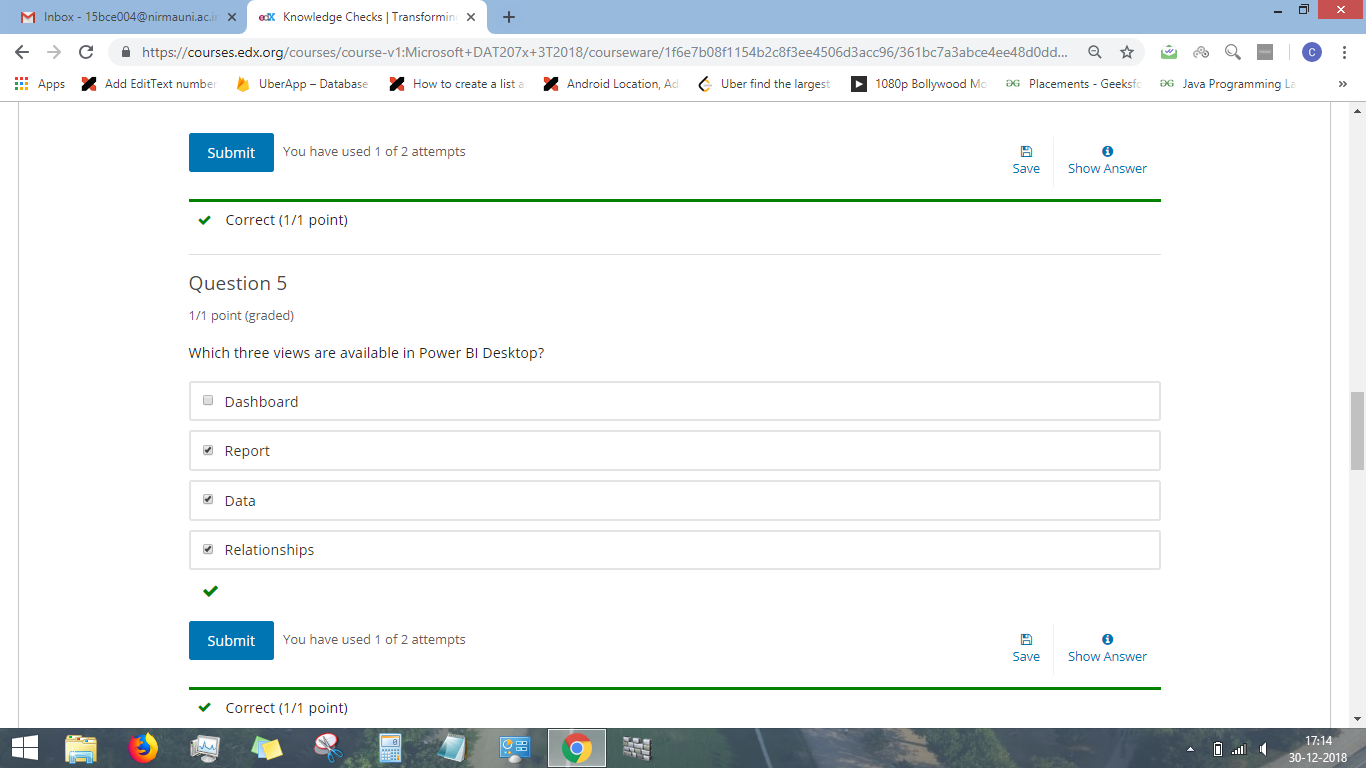 Inbox - 15bce004@nirmauni.ac.i
edX Knowledge Checks | Transformin
https://courses.edx.org/courses/course-v1:Microsoft+DAT207x+3T2018/courseware/1f6e7b08f1154b2c8f3ee4506d3acc96/361bc7a3abce4ee48d0dd...
C
Apps Add EditText number UberApp – Database How to create a list a Android Location, Ad Uber find the largest 1080p Bollywood Mo Placements - Geeksfo Java Programming La »
Submit You have used 1 of 2 attempts Save Show Answer
Correct (1/1 point)
Question 5
1/1 point (graded)
Which three views are available in Power BI Desktop?
Dashboard
Report
Data
Relationships
Submit You have used 1 of 2 attempts Save Show Answer
Correct (1/1 point)
17:14
30-12-2018